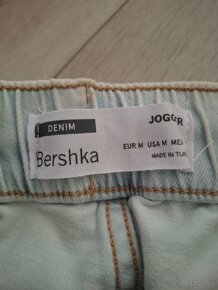 DENIM
JOGGR
Bershka
EUR M USA M MEX
MADE IN TUR